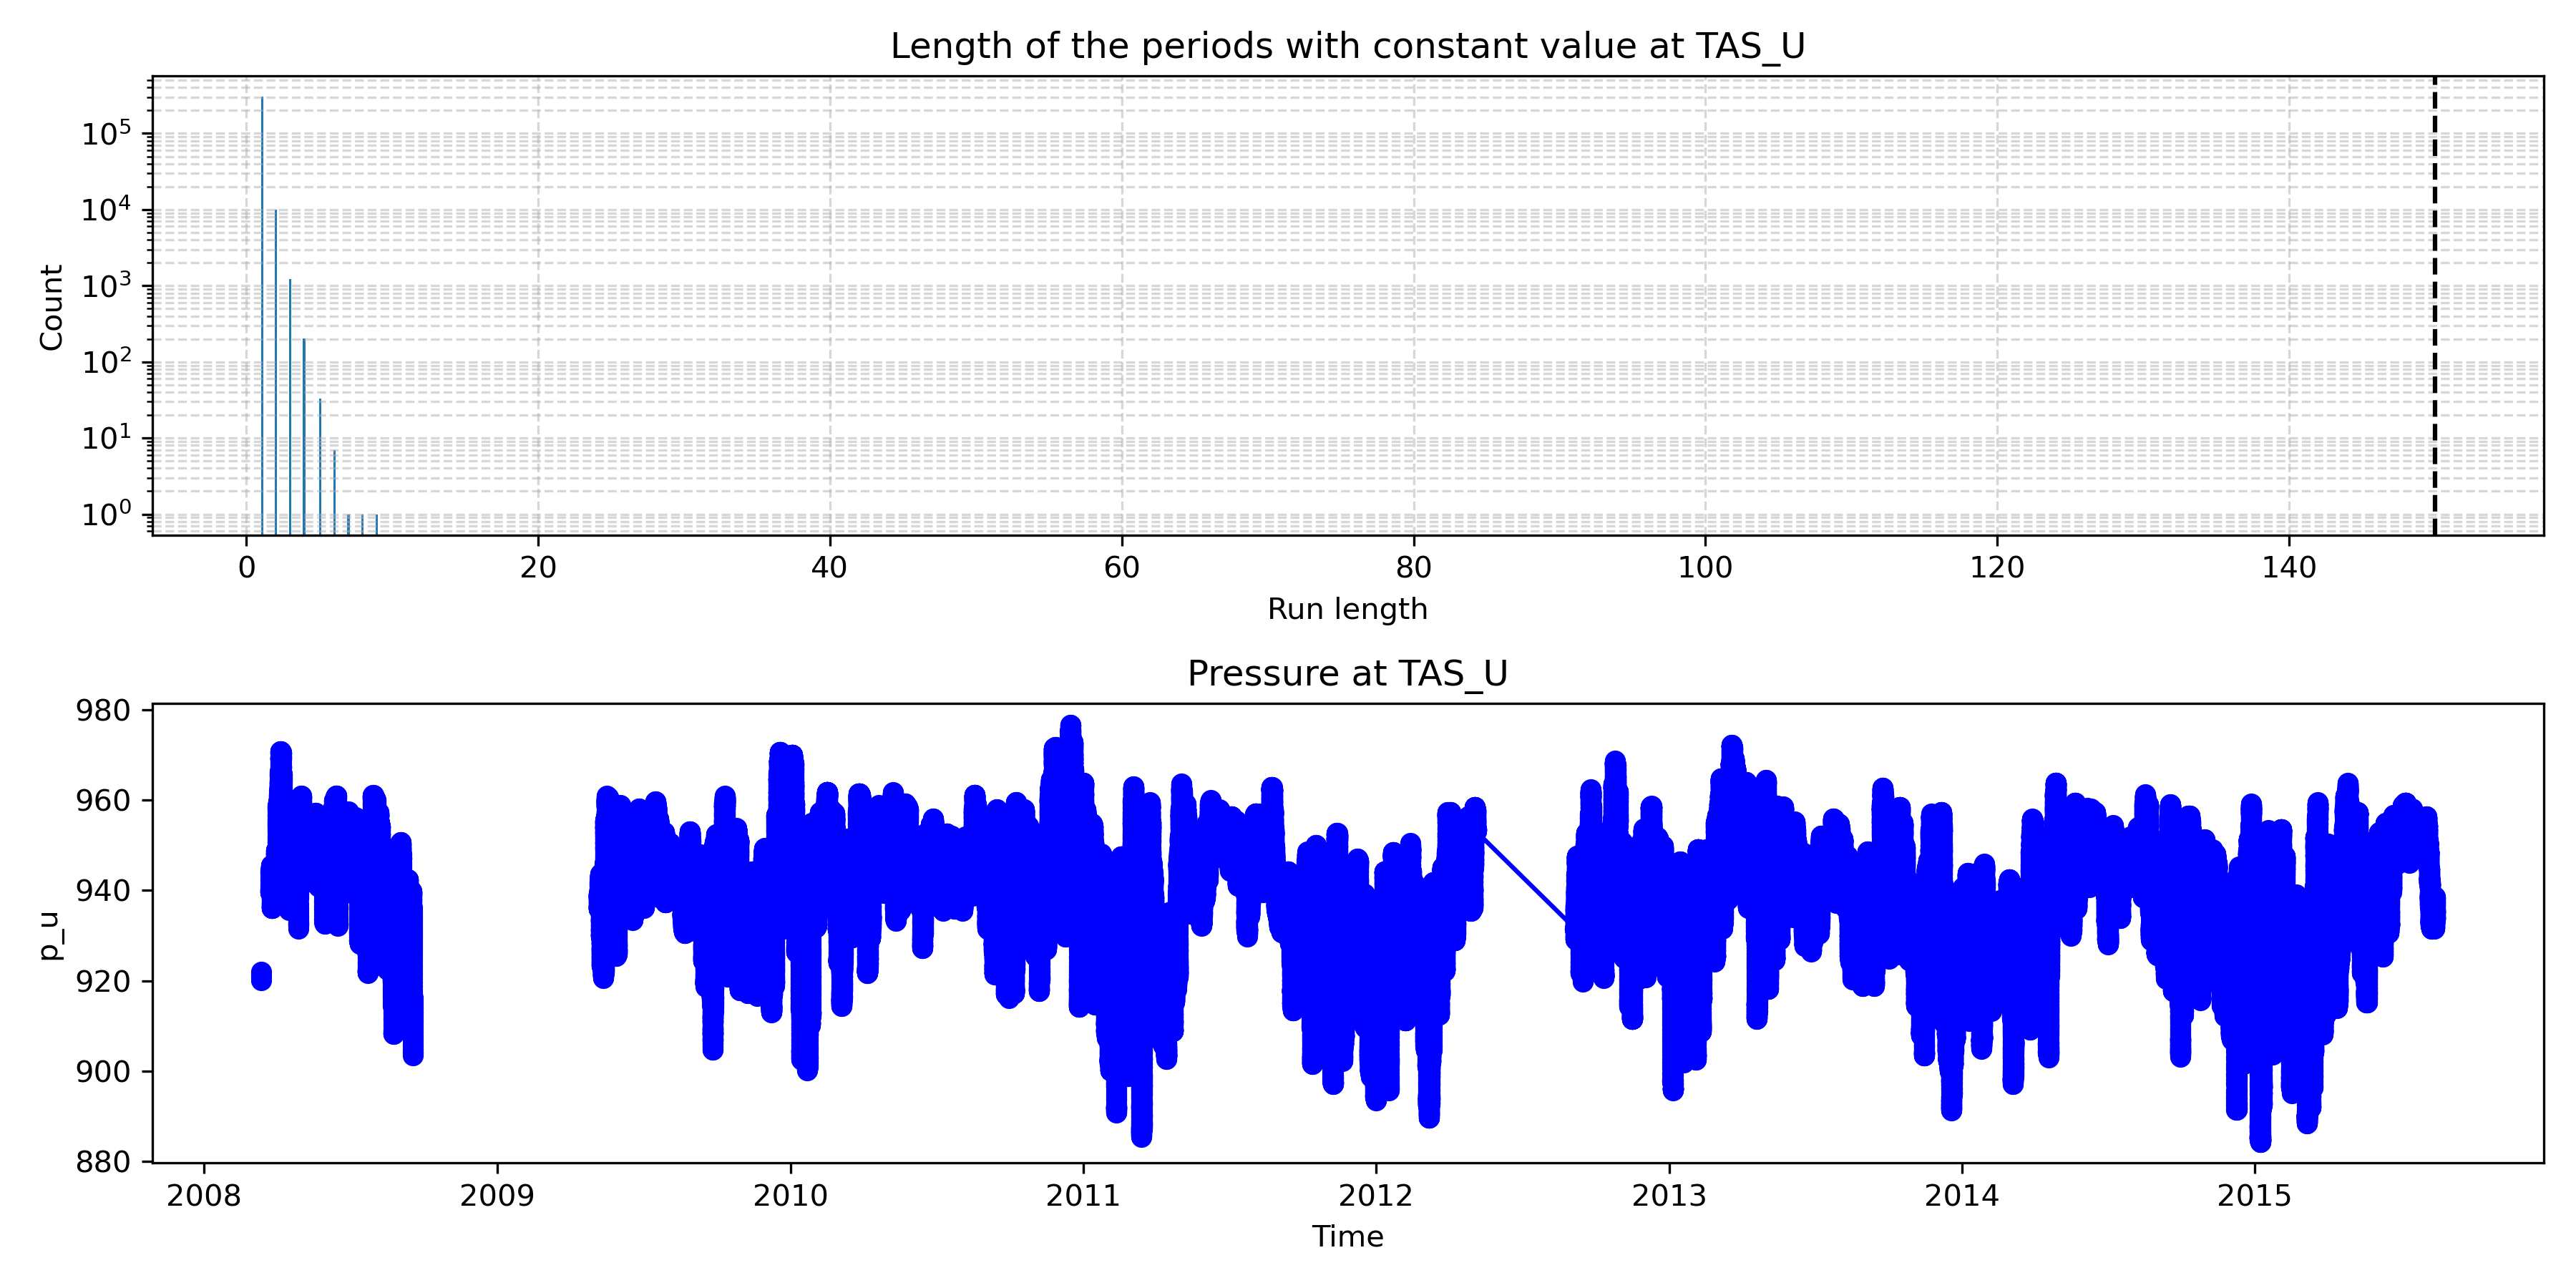 Length of the periods with constant value at TAS_U
Count
10^5
10^4
10^3
10^2
10^1
10^0
0 20 40 60 80 100 120 140
Run length
Pressure at TAS_U
p_u
980
960
940
920
900
880
2008 2009 2010 2011 2012 2013 2014 2015
Time